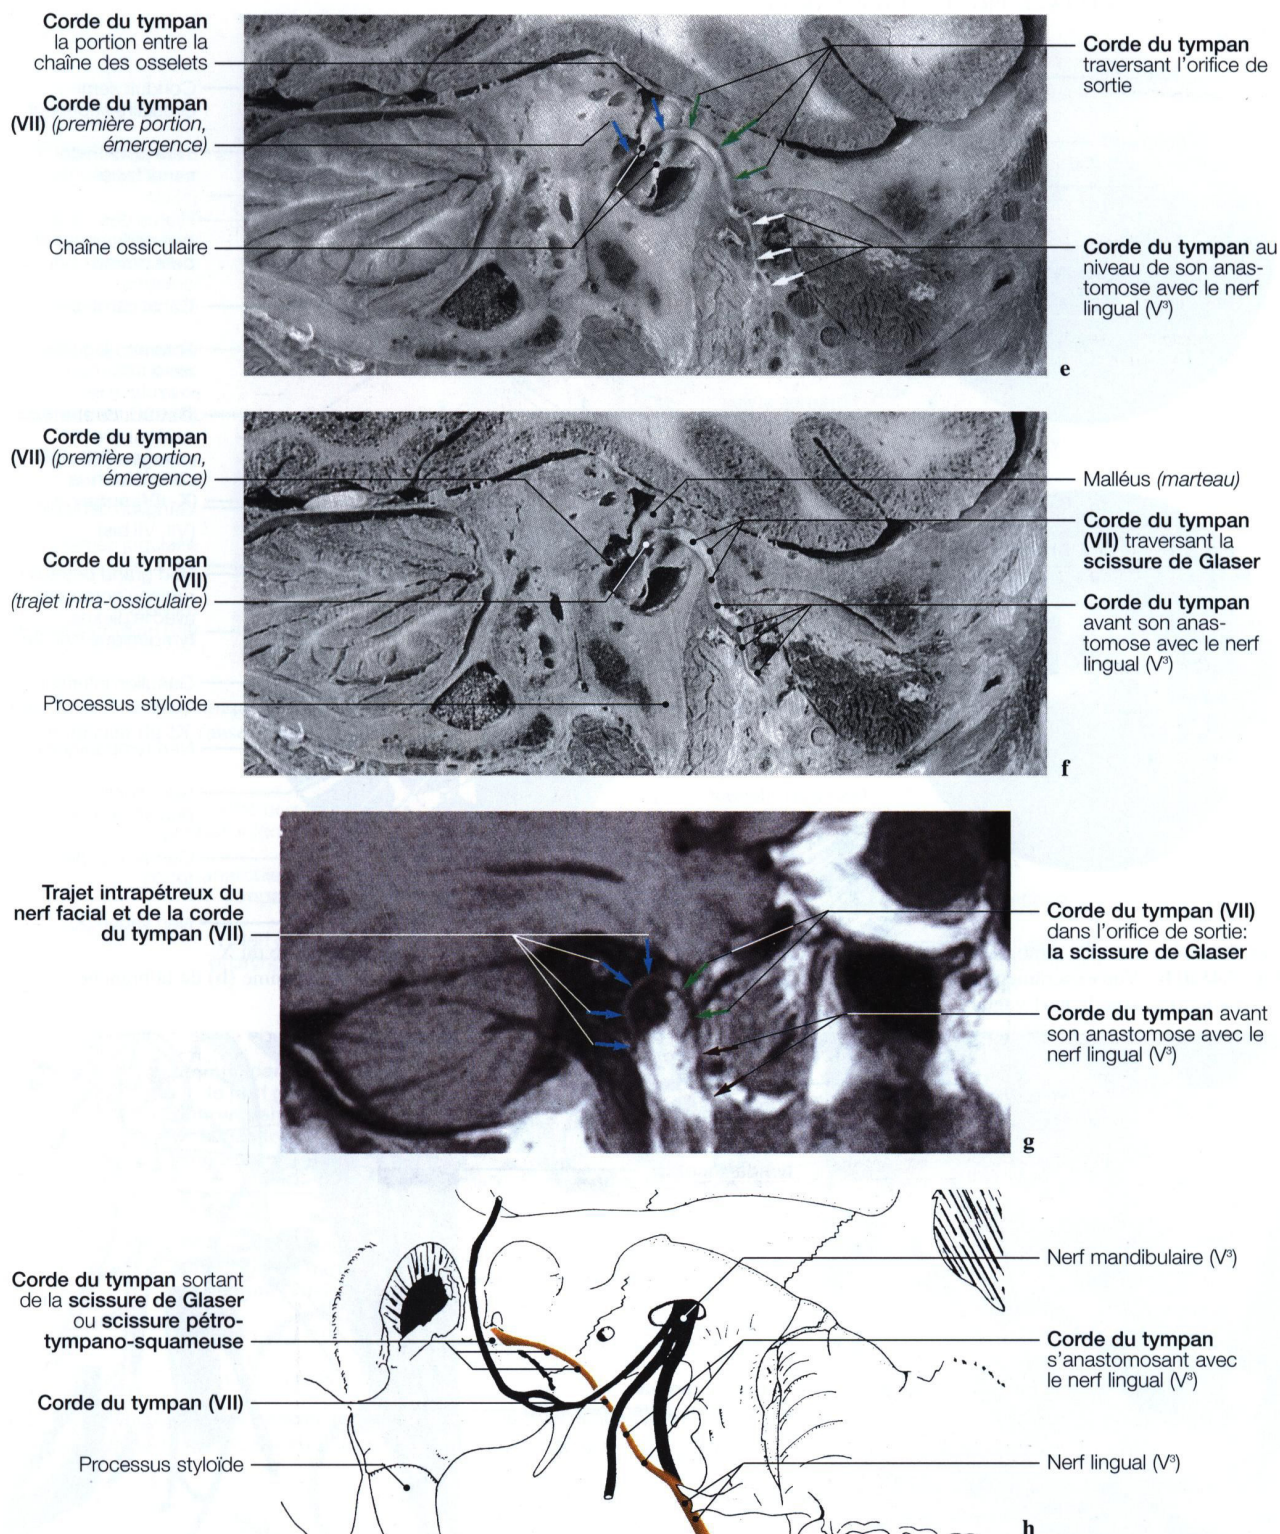 Corde du tympan
la portion entre la
chaîne des osselets
Corde du tympan
(VII) (première portion,
émergence)
Chaîne ossiculaire
Corde du tympan
traversant l'orifice de
sortie
Corde du tympan au
niveau de son anas-
tomose avec le nerf
lingual (V³)
e
Corde du tympan
(VII) (première portion,
émergence)
Corde du tympan
(VII)
(trajet intra-ossiculaire)
Processus styloïde
Malléus (marteau)
Corde du tympan
(VII) traversant la
scissure de Glaser
Corde du tympan
avant son anas-
tomose avec le nerf
lingual (V³)
f
Trajet intrapétreux du
nerf facial et de la corde
du tympan (VII)
Corde du tympan (VII)
dans l'orifice de sortie:
la scissure de Glaser
Corde du tympan avant
son anastomose avec le
nerf lingual (V³)
g
Corde du tympan sortant
de la scissure de Glaser
ou scissure pétro-
tympano-squameuse
Corde du tympan (VII)
Processus styloïde
Nerf mandibulaire (V³)
Corde du tympan
s'anastomosant avec
le nerf lingual (V³)
Nerf lingual (V³)
h